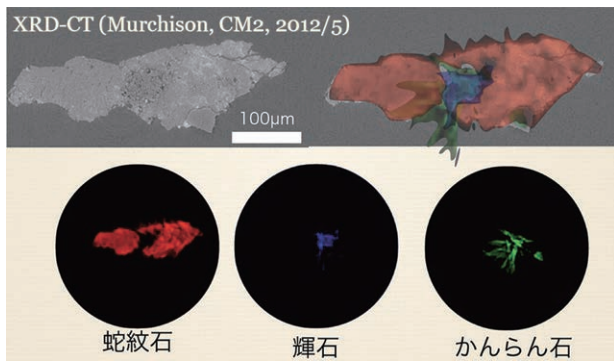 XRD-CT (Murchison, CM2, 2012/5)
100μm
蛇紋石
輝石
かんらん石